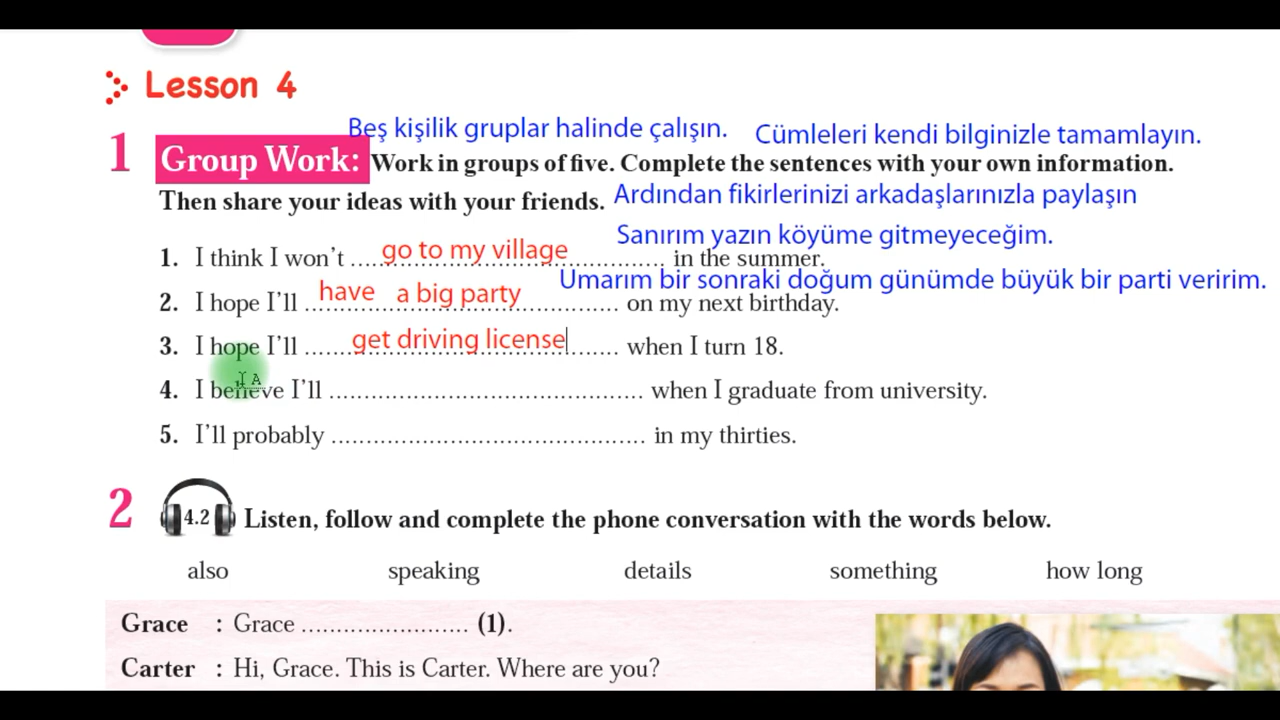 Lesson 4
Beş kişilik gruplar halinde çalışın. Cümleleri kendi bilginizle tamamlayın.
1 Group Work: Work in groups of five. Complete the sentences with your own information.
Then share your ideas with your friends. Ardından fikirlerinizi arkadaşlarınızla paylaşın
Sanırım yazın köyüme gitmeyeceğim.
1. I think I won't ... go to my village ... in the summer.
Umarım bir sonraki doğum günümde büyük bir parti veririm.
2. I hope I'll ... have a big party ... on my next birthday.
3. I hope I'll ... get driving license ... when I turn 18.
4. I believe I'll ............................................. when I graduate from university.
5. I'll probably ............................................. in my thirties.
2 4.2 Listen, follow and complete the phone conversation with the words below.
also speaking details something how long
Grace : Grace ........................ (1).
Carter : Hi, Grace. This is Carter. Where are you?